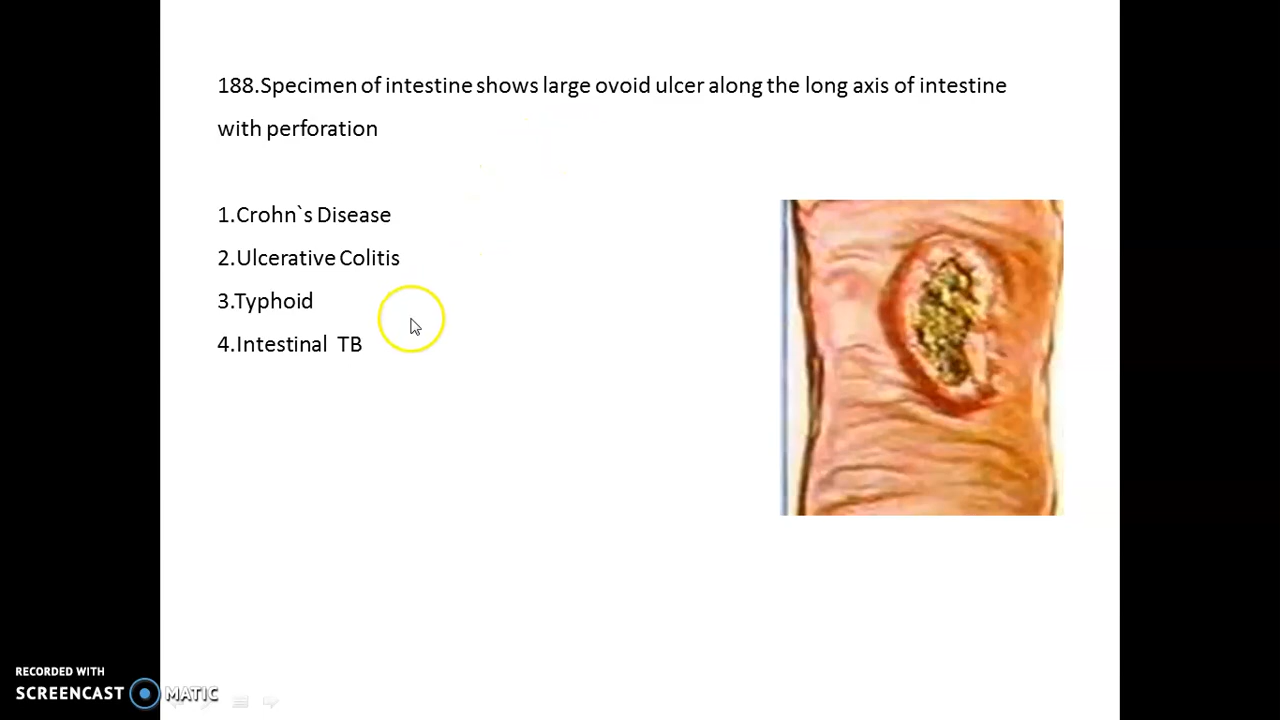 188.Specimen of intestine shows large ovoid ulcer along the long axis of intestine
with perforation
1.Crohn`s Disease
2.Ulcerative Colitis
3.Typhoid
4.Intestinal TB
RECORDED WITH
SCREENCAST MATIC